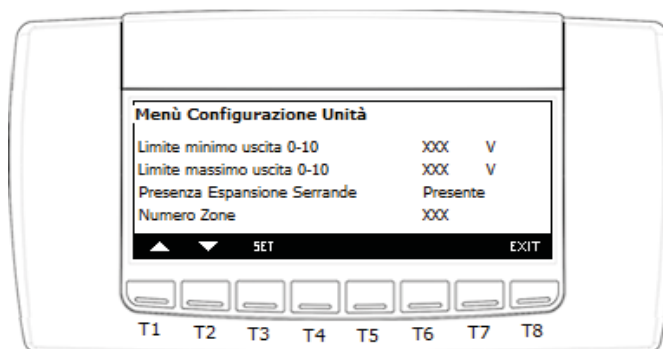 Menù Configurazione Unità
Limite minimo uscita 0-10 XXX V
Limite massimo uscita 0-10 XXX V
Presenza Espansione Serrande Presente
Numero Zone XXX
SET EXIT
T1 T2 T3 T4 T5 T6 T7 T8